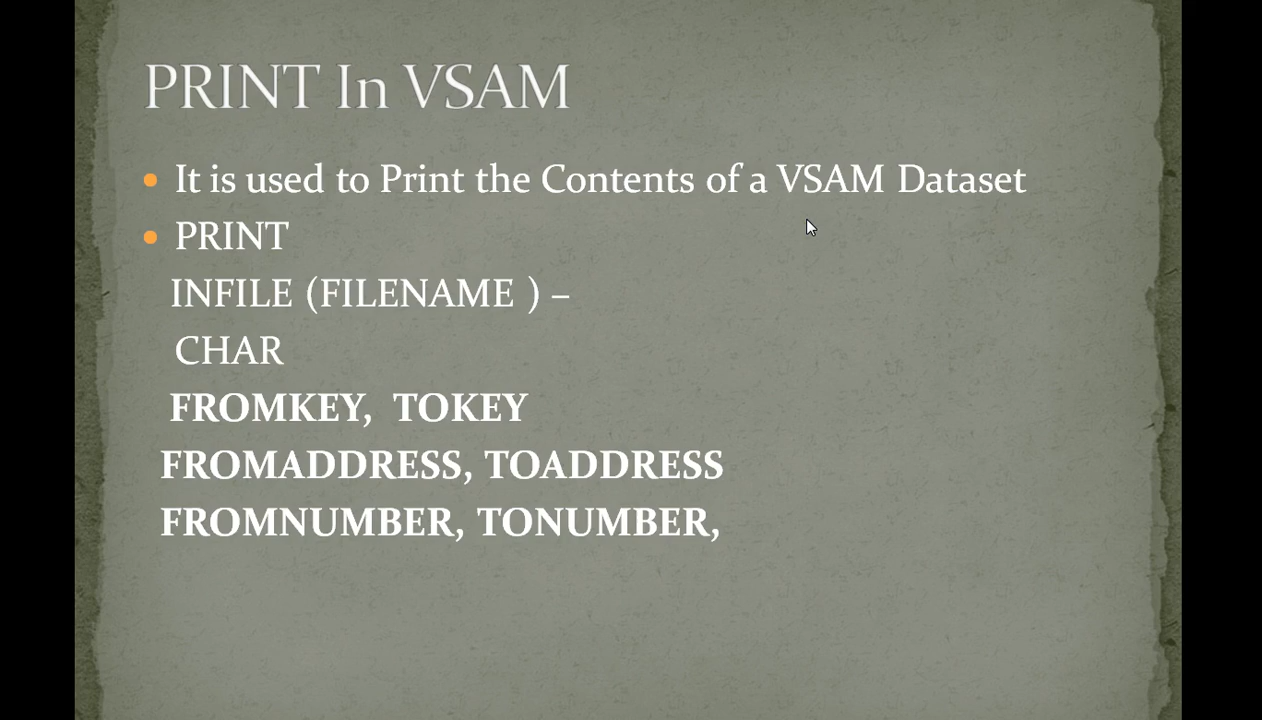 PRINT In VSAM
• It is used to Print the Contents of a VSAM Dataset
• PRINT
INFILE (FILENAME ) –
CHAR
FROMKEY, TOKEY
FROMADDRESS, TOADDRESS
FROMNUMBER, TONUMBER,